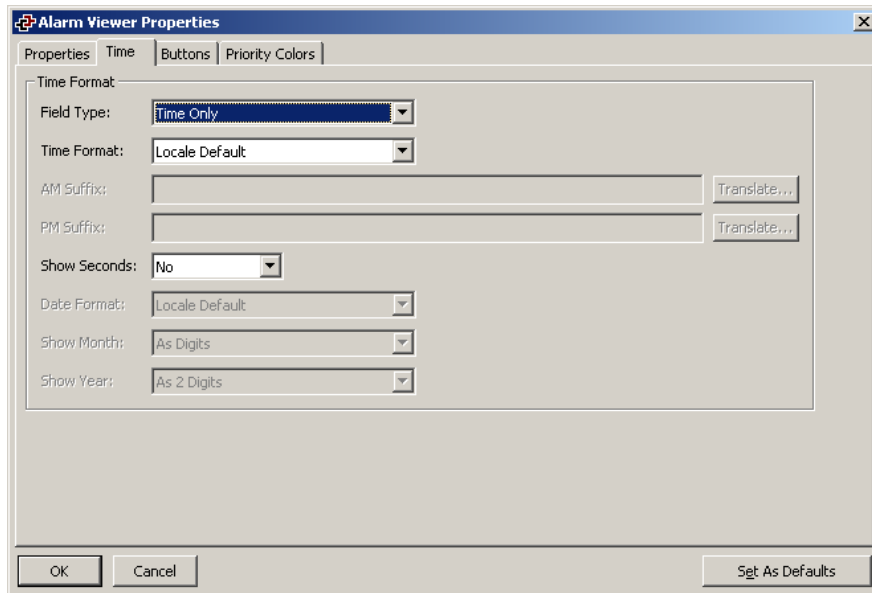 Alarm Viewer Properties
Properties Time Buttons Priority Colors
Time Format
Field Type: Time Only
Time Format: Locale Default
AM Suffix: Translate...
PM Suffix: Translate...
Show Seconds: No
Date Format: Locale Default
Show Month: As Digits
Show Year: As 2 Digits
OK Cancel Set As Defaults